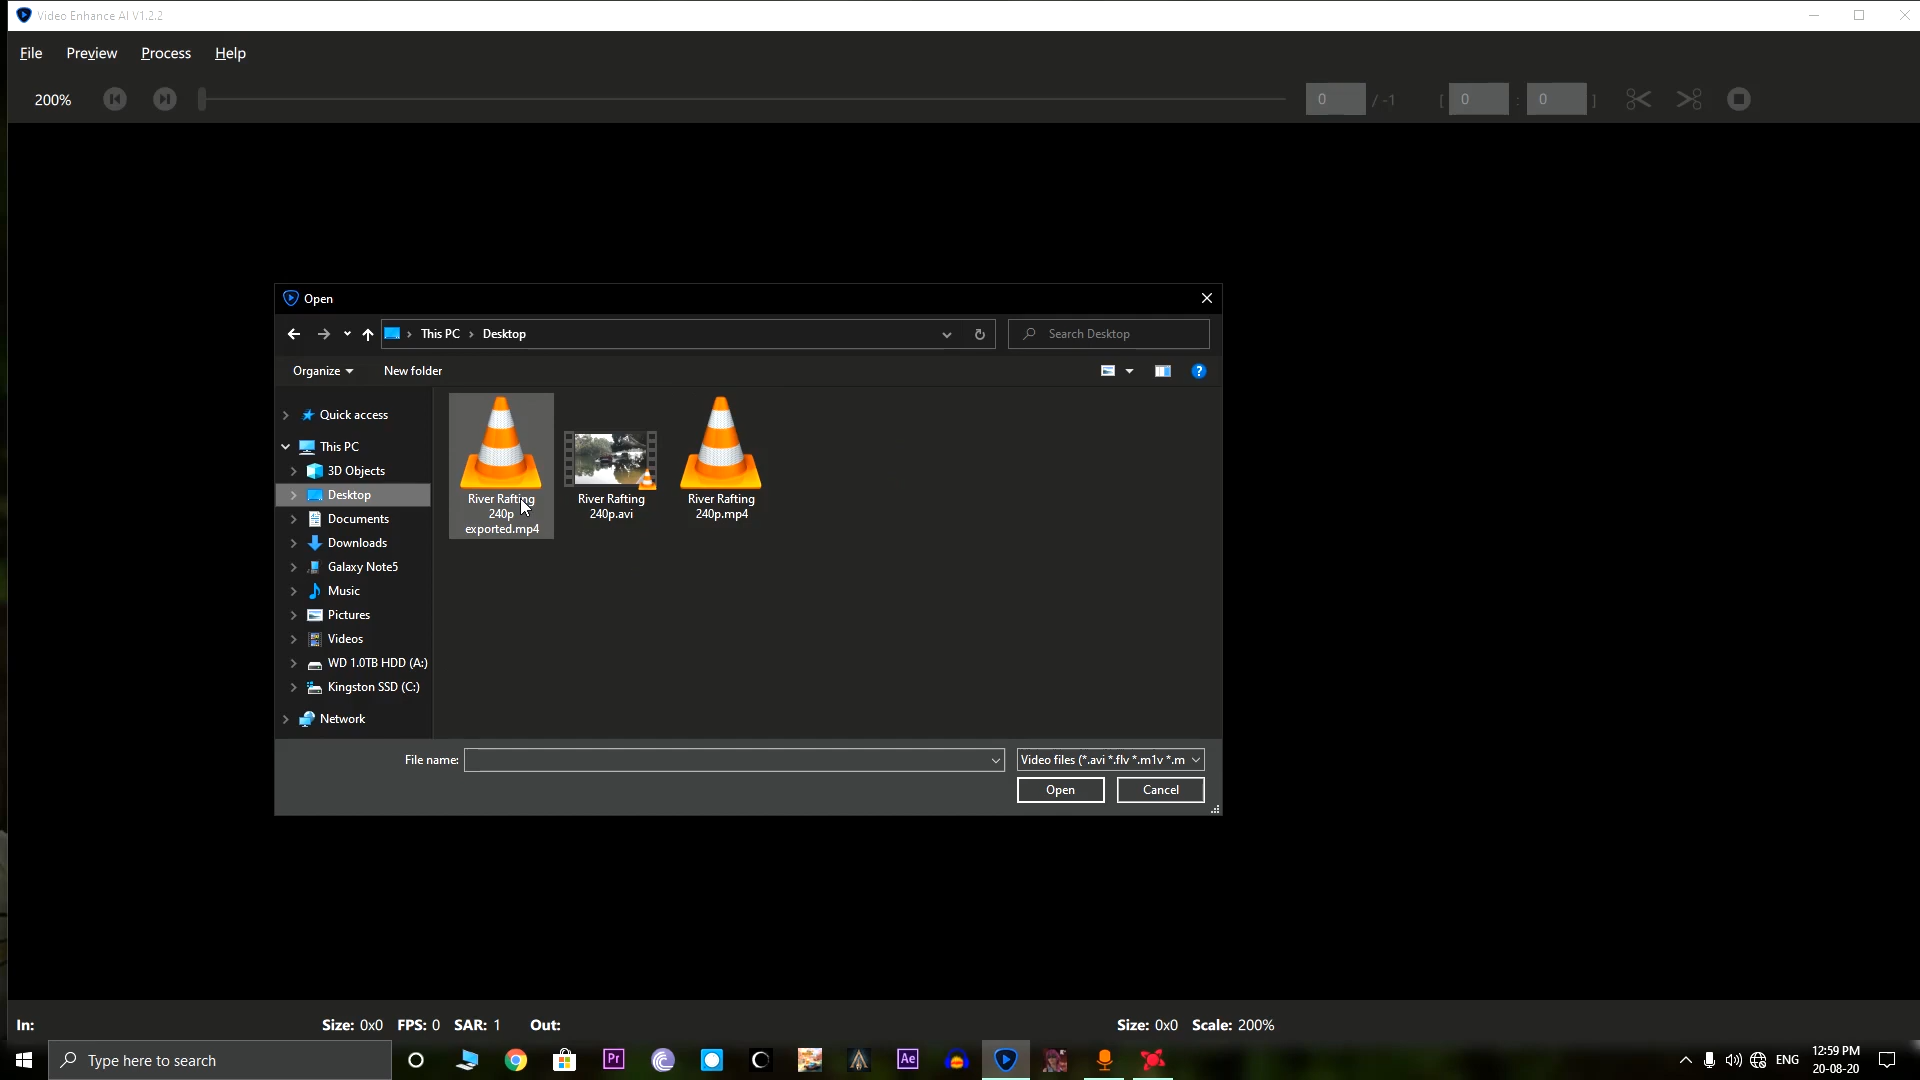 Video Enhance AI V1.2.2
File Preview Process Help
200% 0 / -1 [ 0 : 0 ]
Open
This PC Desktop
Search Desktop
Organize New folder
Quick access
This PC
3D Objects
Desktop
Documents
Downloads
Galaxy Note5
Music
Pictures
Videos
WD 1.0TB HDD (A:)
Kingston SSD (C:)
Network
River Rafting
240p
exported.mp4
River Rafting
240p.avi
River Rafting
240p.mp4
File name:
Video files (*.avi *.flv *.m1v *.m
Open Cancel
In: Size: 0x0 FPS: 0 SAR: 1 Out: Size: 0x0 Scale: 200%
Type here to search
Pr
Ae
ENG
12:59 PM
20-08-20